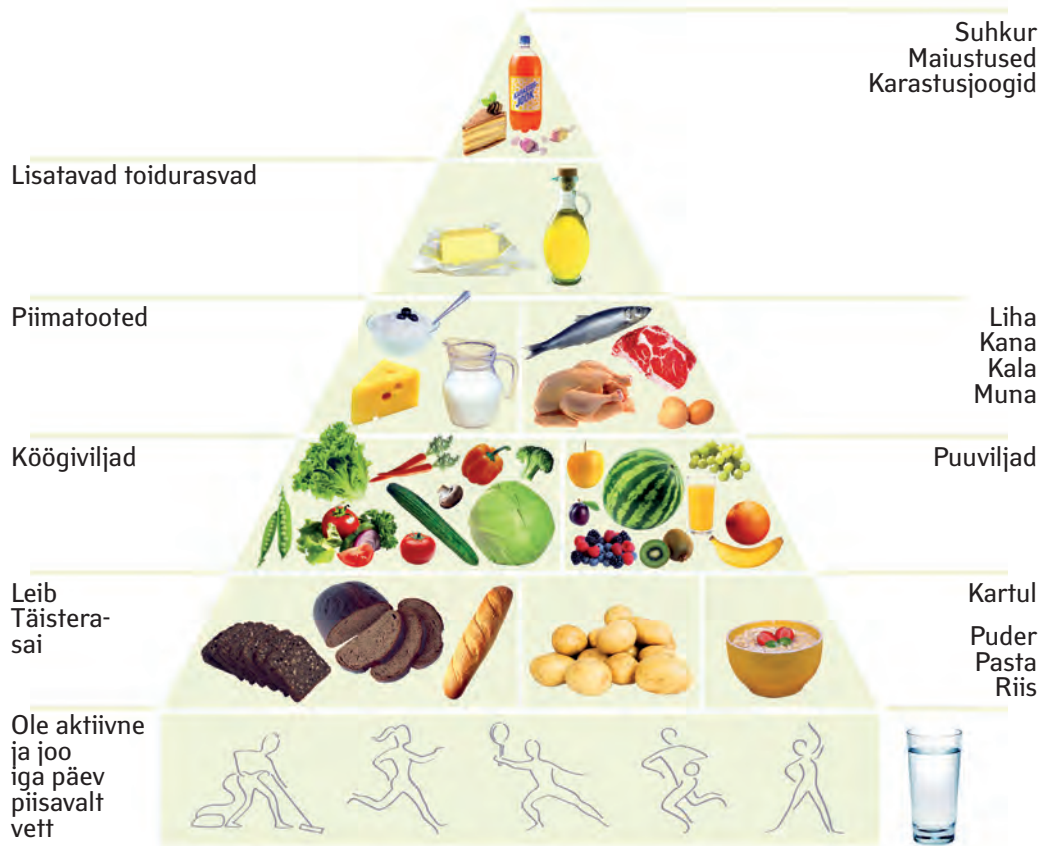 Suhkur
Maiustused
Karastusjoogid
Lisatavad toidurasvad
Piimatooted
Liha
Kana
Kala
Muna
Köögiviljad
Puuviljad
Leib
Täistera-
sai
Kartul
Puder
Pasta
Riis
Ole aktiivne
ja joo
iga päev
piisavalt
vett